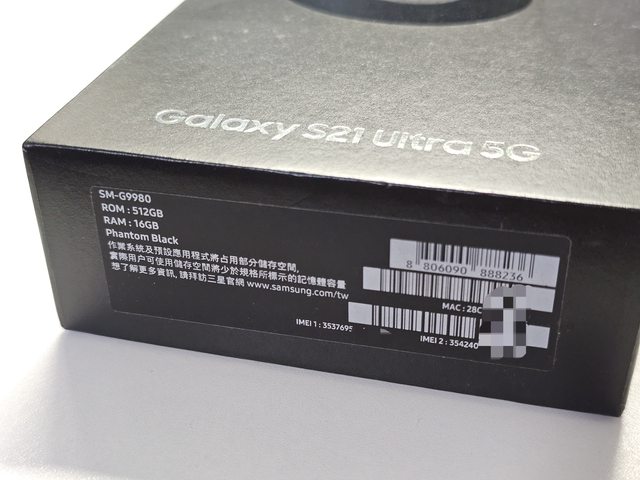 Galaxy S21 Ultra 5G
SM-G9980
ROM : 512GB
RAM : 16GB
Phantom Black
作業系統及預設應用程式將占用部分儲存空間,
實際用戶可使用儲存空間將少於規格所標示的記憶體容量
想了解更多資訊, 請拜訪三星官網 www.samsung.com/tw
8 806090 888236
MAC : 28C
IMEI 1 : 353769
IMEI 2 : 354240